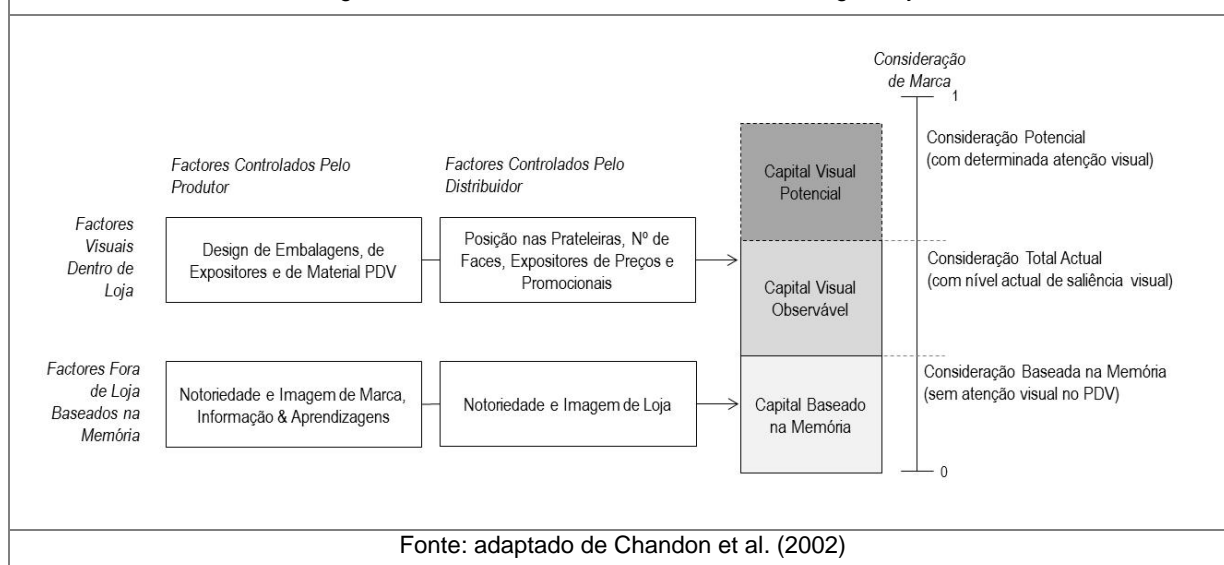 Consideração
de Marca
1
Factores Controlados Pelo
Produtor
Factores Controlados Pelo
Distribuidor
Factores
Visuais
Dentro de
Loja
Design de Embalagens, de
Expositores e de Material PDV
Posição nas Prateleiras, Nº de
Faces, Expositores de Preços e
Promocionais
Capital Visual
Potencial
Consideração Potencial
(com determinada atenção visual)
Capital Visual
Observável
Consideração Total Actual
(com nível actual de saliência visual)
Factores Fora
de Loja
Baseados na
Memória
Notoriedade e Imagem de Marca,
Informação & Aprendizagens
Notoriedade e Imagem de Loja
Capital Baseado
na Memória
Consideração Baseada na Memória
(sem atenção visual no PDV)
0
Fonte: adaptado de Chandon et al. (2002)